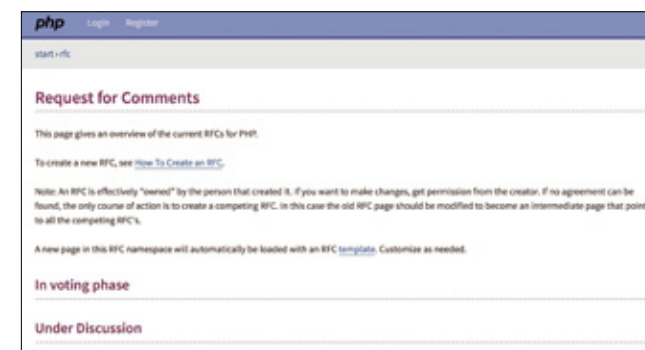 php Login Register
start › rfc
Request for Comments
This page gives an overview of the current RFCs for PHP.
To create a new RFC, see How To Create an RFC.
Note: An RFC is effectively "owned" by the person that created it. If you want to make changes, get permission from the creator. If no agreement can be
found, the only course of action is to create a competing RFC. In this case the old RFC page should be modified to become an intermediate page that point
to all the competing RFC's.
A new page in this RFC namespace will automatically be loaded with an RFC template. Customize as needed.
In voting phase
Under Discussion